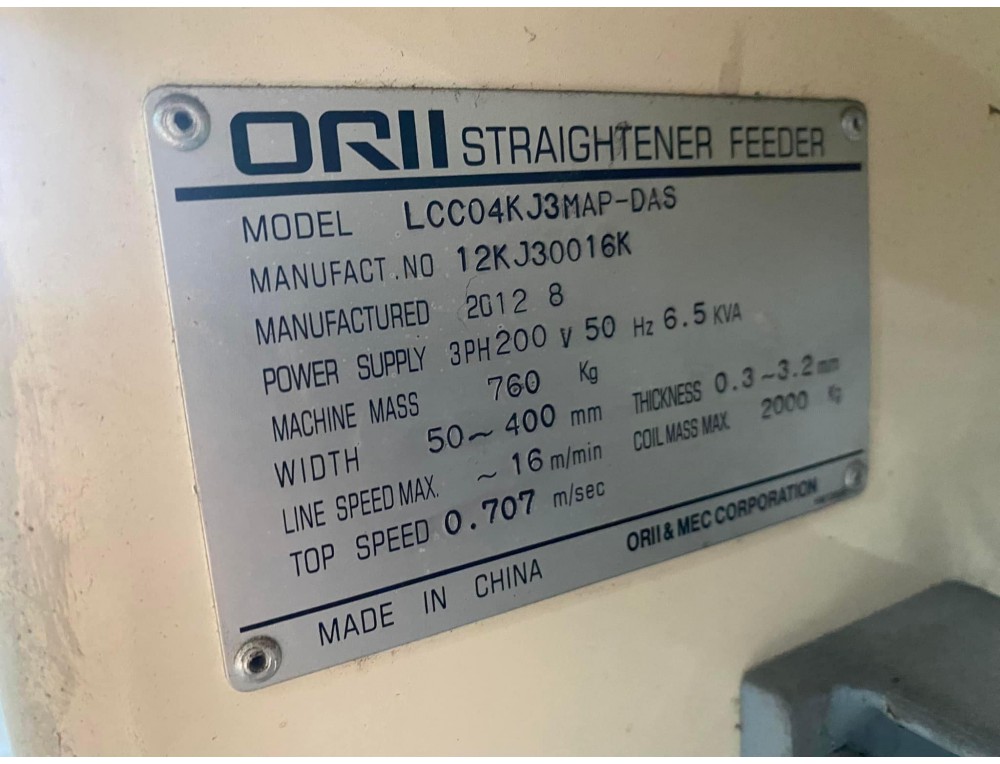 ORII STRAIGHTENER FEEDER
MODEL LCC04KJ3MAP-DAS
MANUFACT.NO 12KJ30016K
MANUFACTURED 2012 8
POWER SUPPLY 3PH 200 V 50 Hz 6.5 KVA
MACHINE MASS 760 Kg
WIDTH 50~400 mm THICKNESS 0.3~3.2 mm
LINE SPEED MAX. ~16 m/min COIL MASS MAX. 2000 Kg
TOP SPEED 0.707 m/sec
MADE IN CHINA ORII & MEC CORPORATION